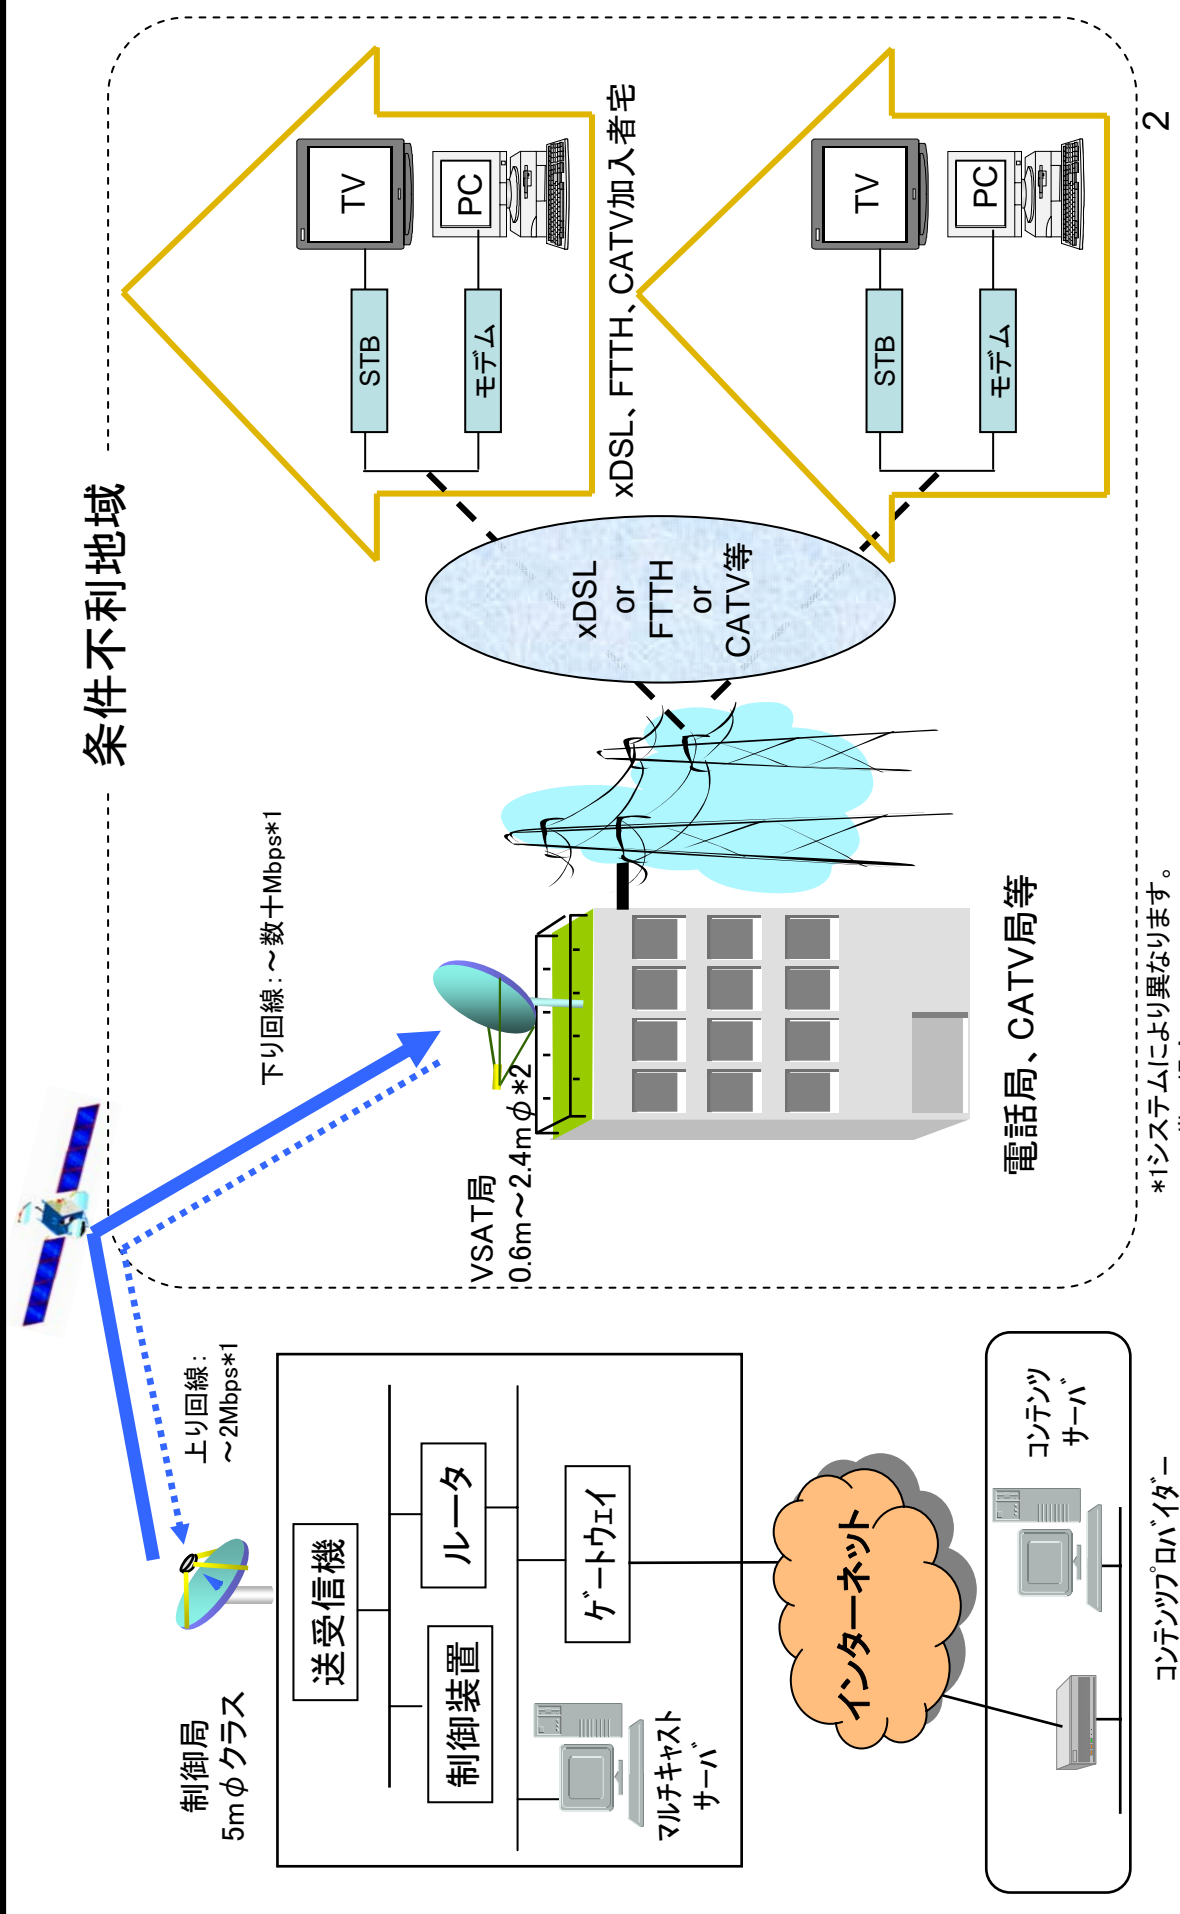 条件不利地域
下り回線：～数十Mbps*1
上り回線：
～2Mbps*1
制御局
5mφクラス
送受信機
ルータ
制御装置
ゲートウェイ
マルチキャスト
サーバ
インターネット
コンテンツ
サーバ
コンテンツプロバイダー
VSAT局
0.6m～2.4mφ*2
電話局、CATV局等
xDSL
or
FTTH
or
CATV等
STB
TV
モデム
PC
xDSL、FTTH、CATV加入者宅
STB
TV
モデム
PC
*1システムにより異なります。
2